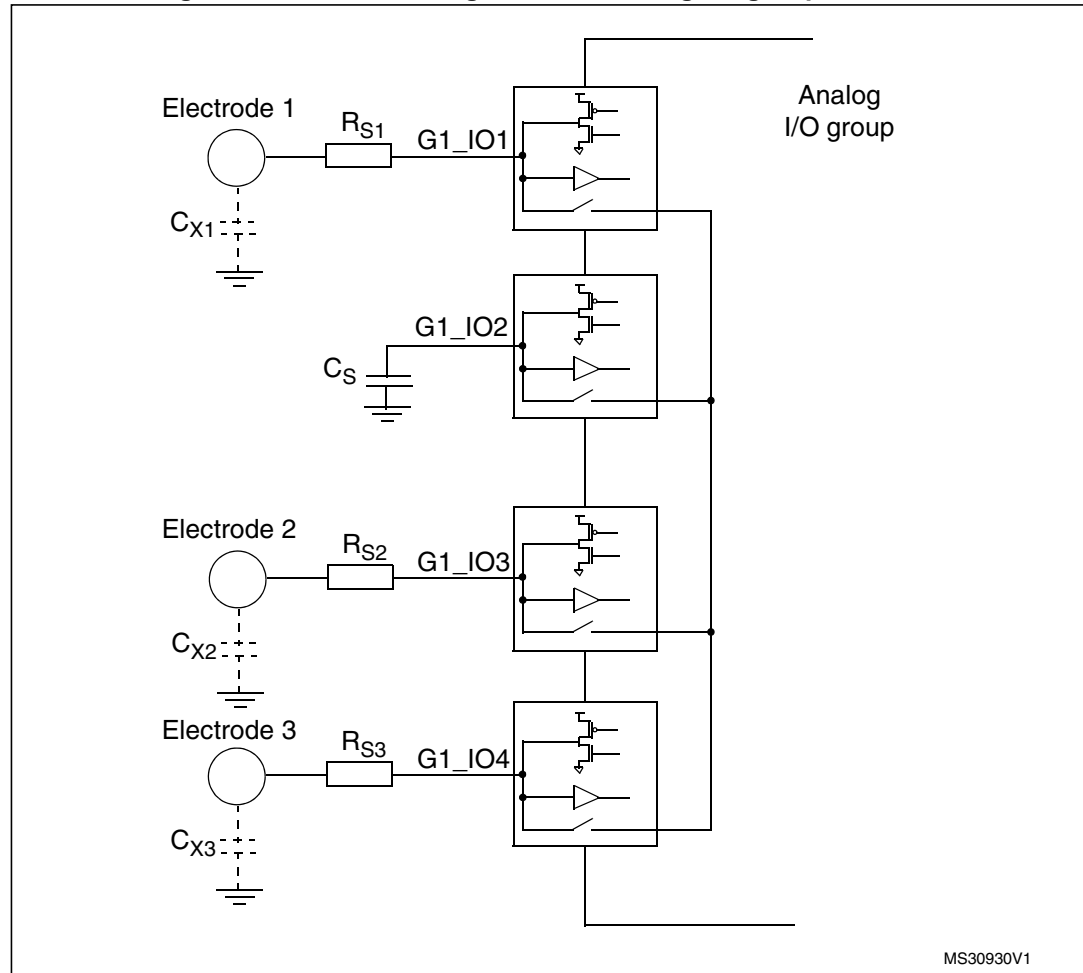 Analog
I/O group
Electrode 1
RS1
G1_IO1
CX1
G1_IO2
CS
Electrode 2
RS2
G1_IO3
CX2
Electrode 3
RS3
G1_IO4
CX3
MS30930V1